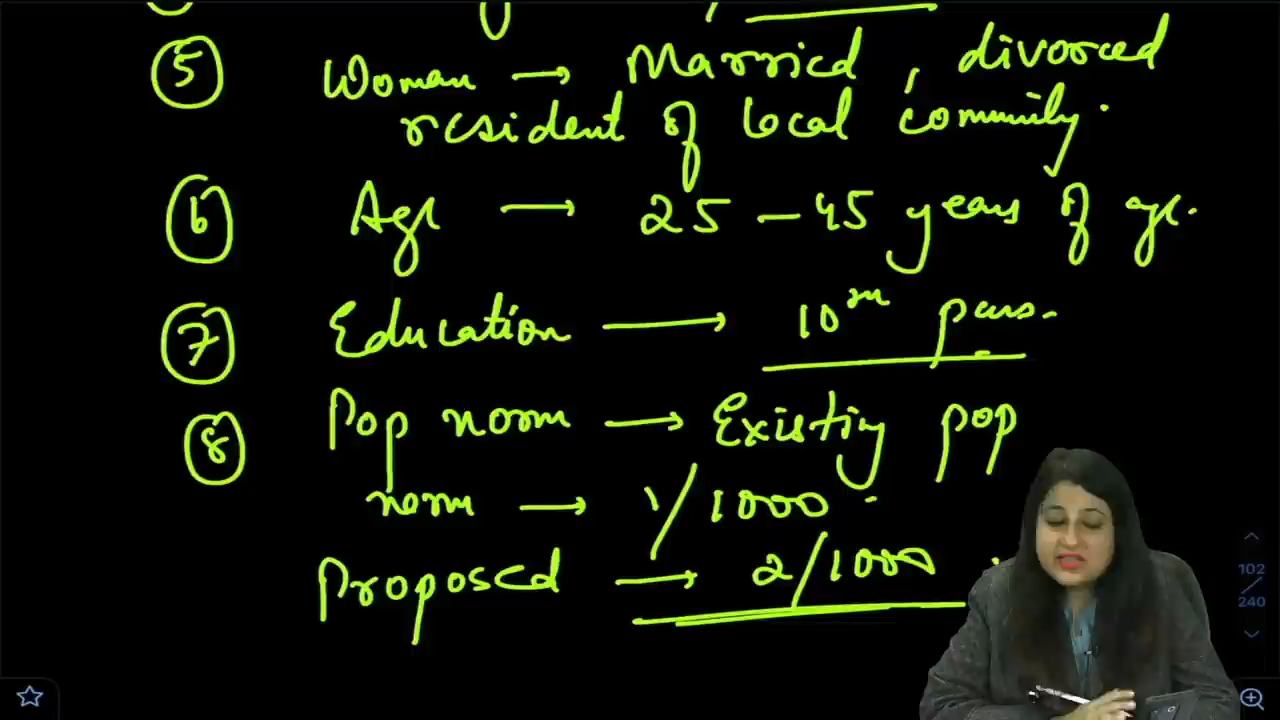 5 Woman → Married, divorced
resident of local community.
6 Age → 25 - 45 years of age.
7 Education → 10th pass.
8 Pop norm → Existing pop
norm → 1/1000.
Proposed → 2/1000
102
240